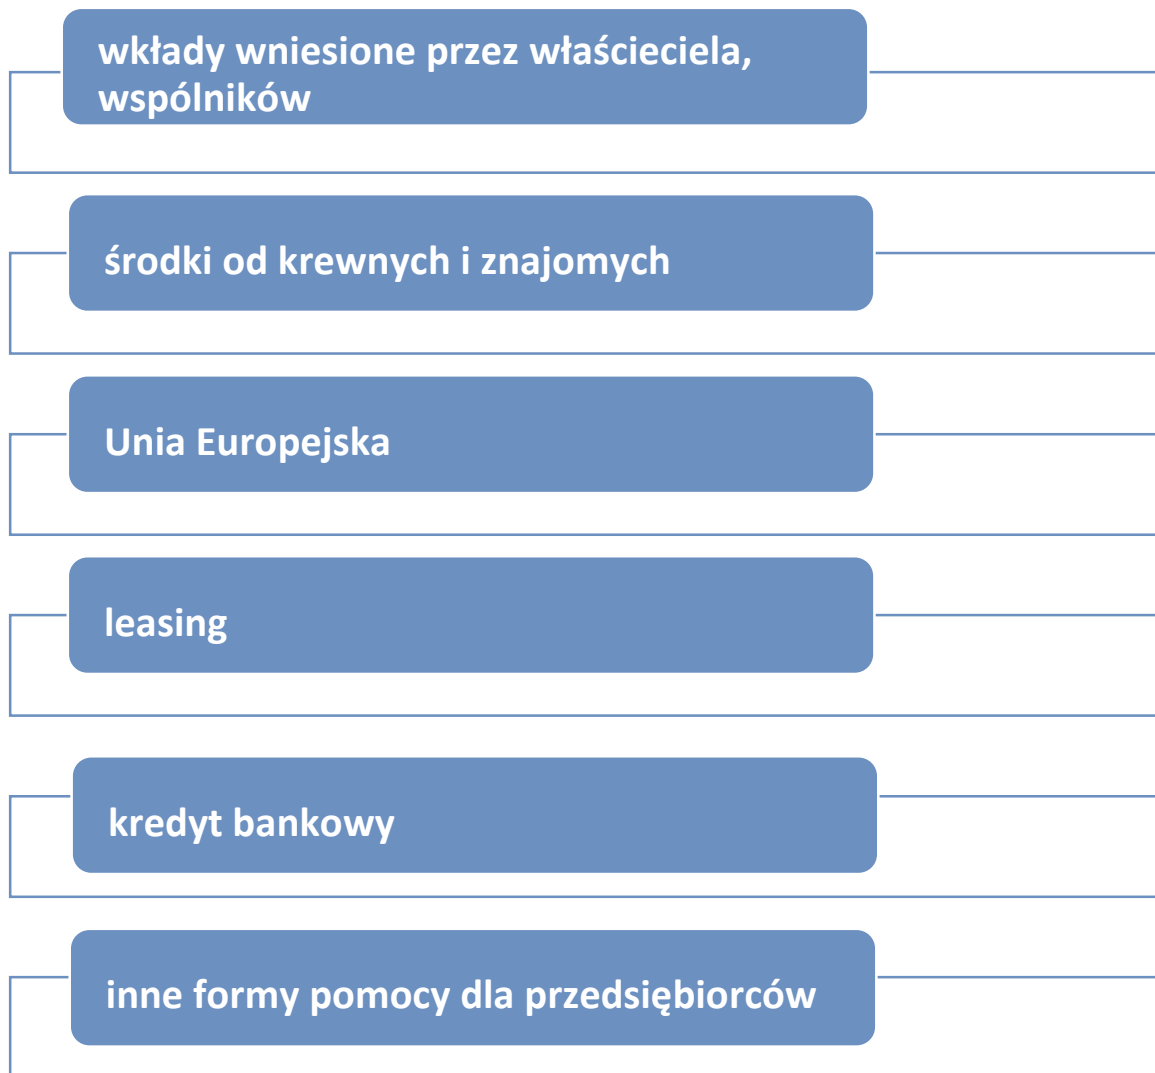 wkłady wniesione przez właścieciela,
wspólników
środki od krewnych i znajomych
Unia Europejska
leasing
kredyt bankowy
inne formy pomocy dla przedsiębiorców